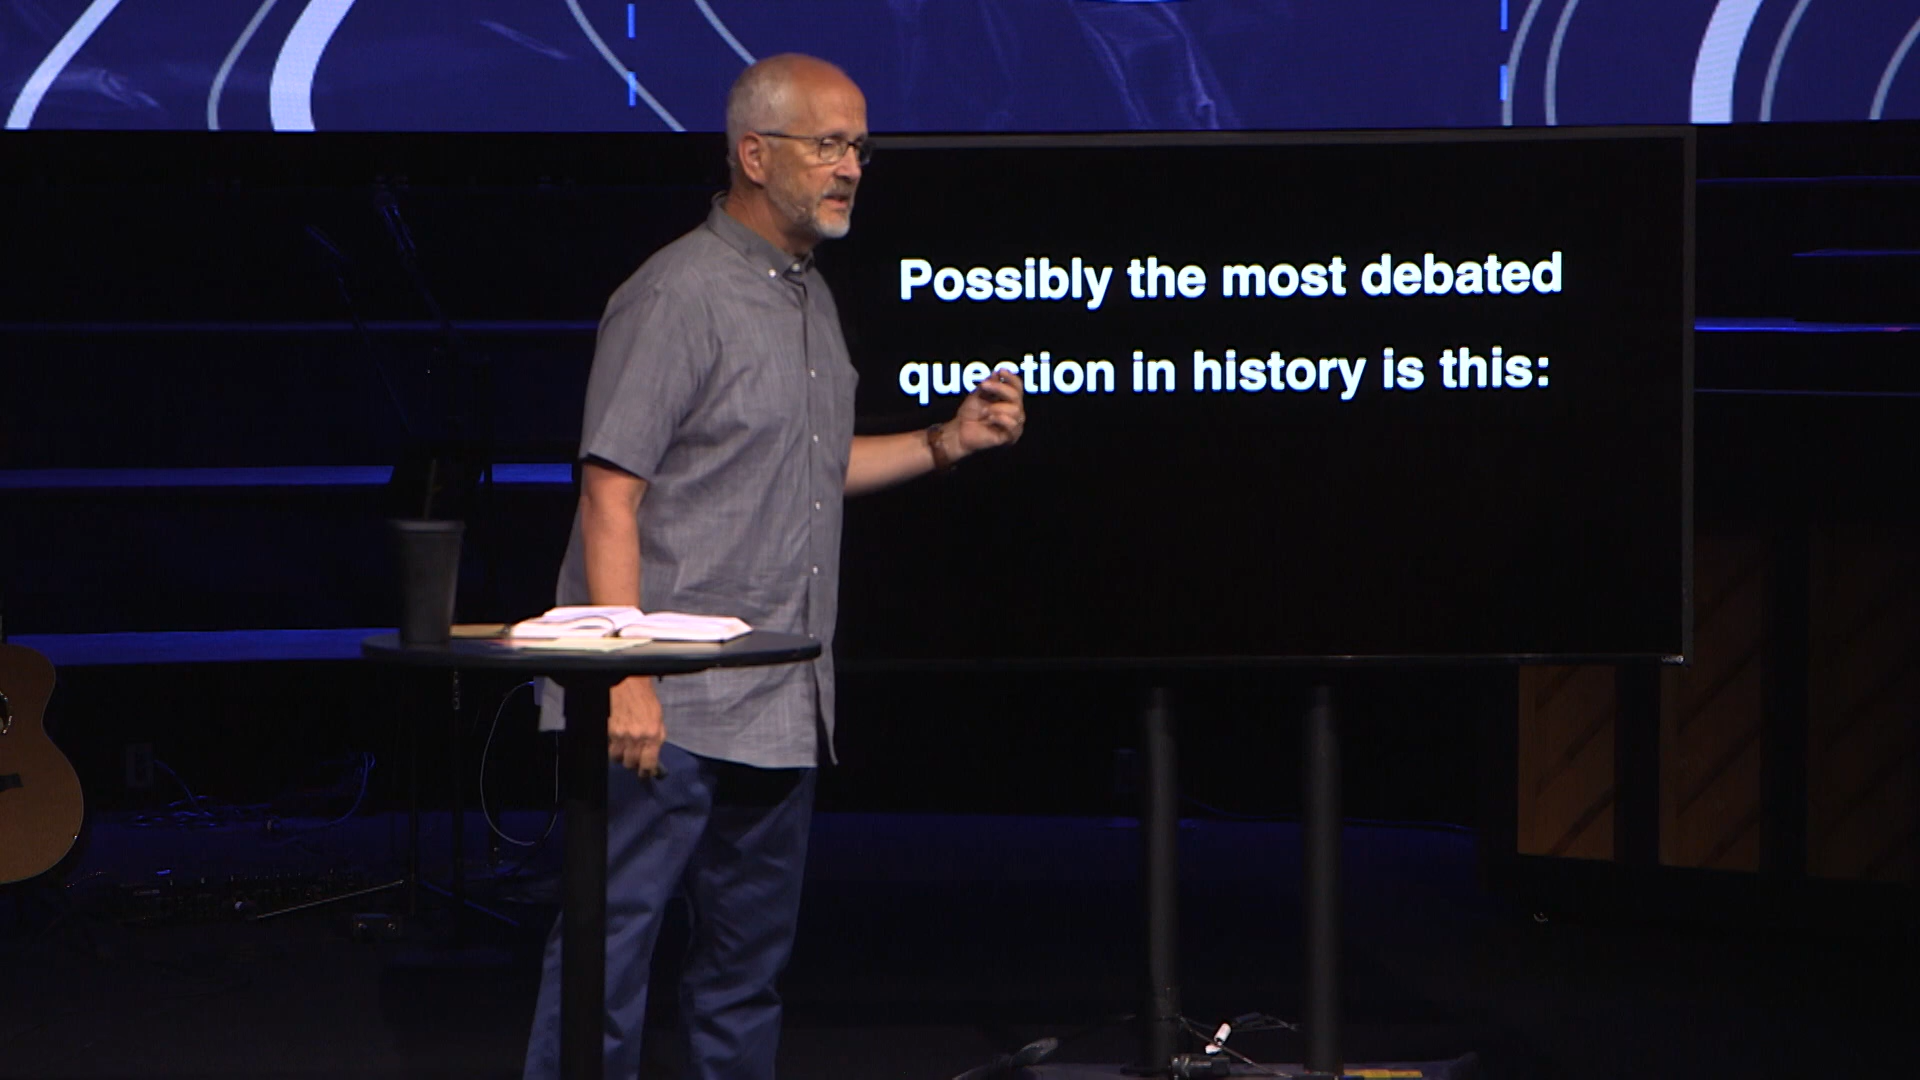 Possibly the most debated
question in history is this: